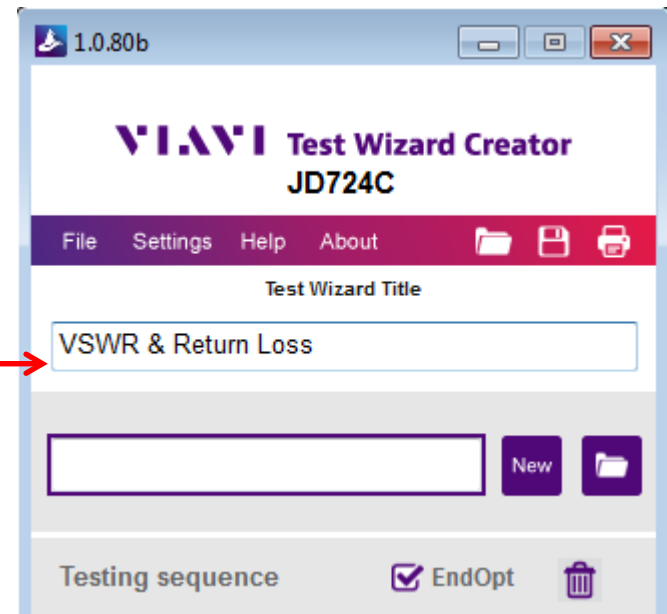 1.0.80b
VIAVI Test Wizard Creator
JD724C
File Settings Help About
Test Wizard Title
VSWR & Return Loss
New
Testing sequence EndOpt